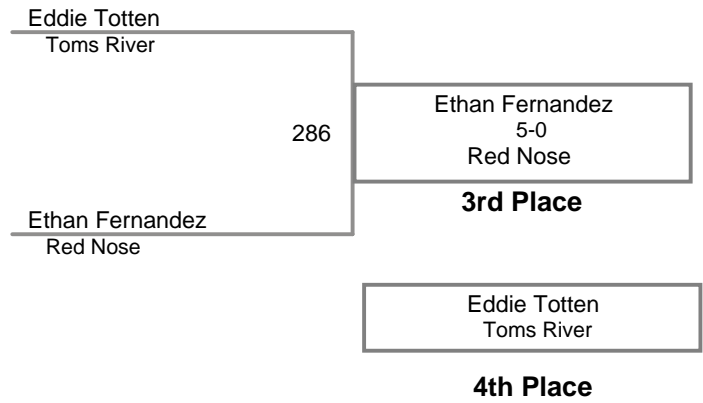 Eddie Totten
Toms River
286
Ethan Fernandez
5-0
Red Nose
3rd Place
Ethan Fernandez
Red Nose
Eddie Totten
Toms River
4th Place